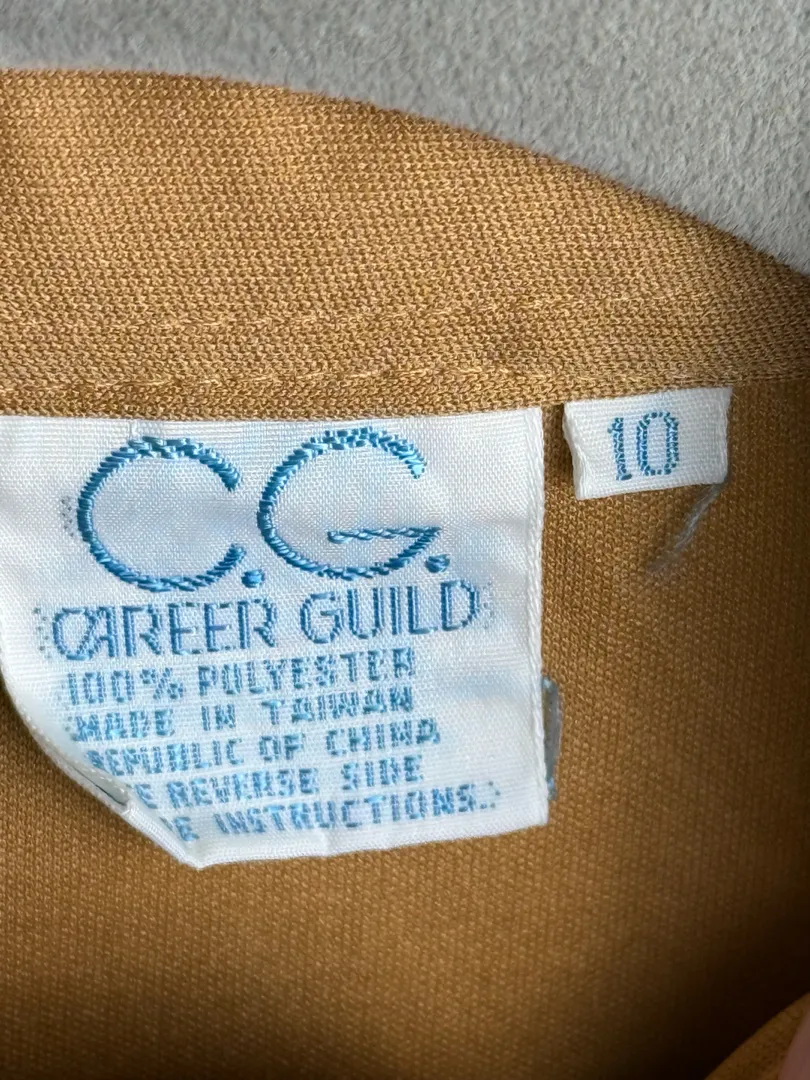 C.G.
10
CAREER GUILD
100% POLYESTER
MADE IN TAIWAN
REPUBLIC OF CHINA
REVERSE SIDE
INSTRUCTIONS.